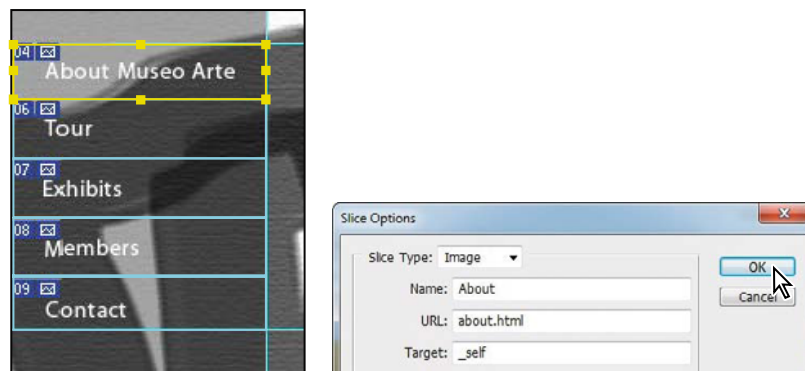 04
About Museo Arte
06
Tour
07
Exhibits
08
Members
09
Contact
Slice Options
Slice Type: Image
Name: About
URL: about.html
Target: _self
OK
Cancel